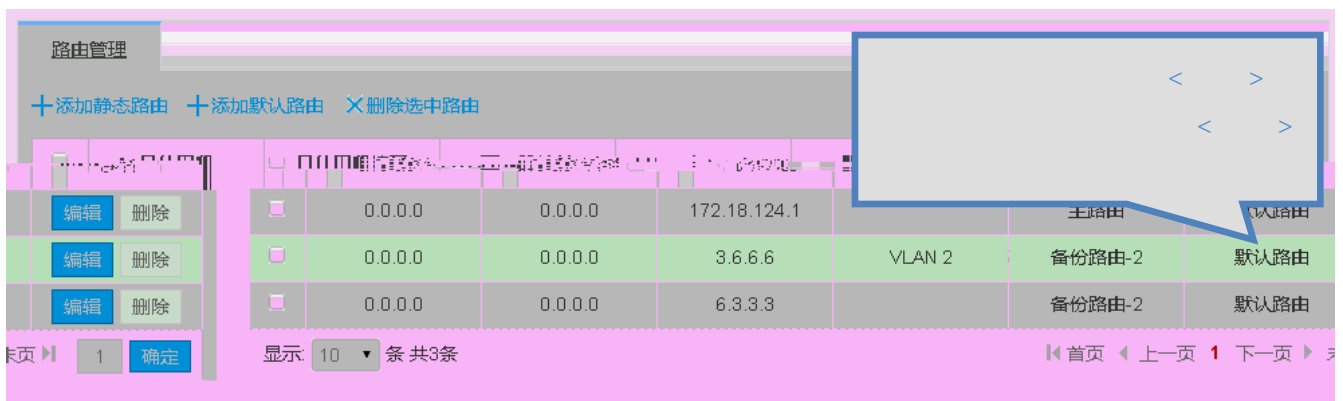 路由管理
添加静态路由 添加默认路由 删除选中路由
< >
< >
编辑 删除 0.0.0.0 0.0.0.0 172.18.124.1 主路由 默认路由
编辑 删除 0.0.0.0 0.0.0.0 3.6.6.6 VLAN 2 备份路由-2 默认路由
编辑 删除 0.0.0.0 0.0.0.0 6.3.3.3 备份路由-2 默认路由
末页 1 确定 显示: 10 条 共3条 首页 上一页 1 下一页